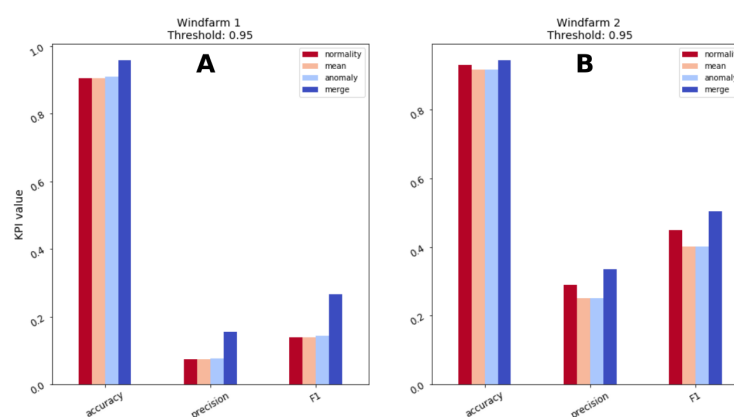 Windfarm 1
Threshold: 0.95
A
normality
mean
anomaly
merge
KPI value
1.0
0.8
0.6
0.4
0.2
0.0
accuracy
precision
F1
Windfarm 2
Threshold: 0.95
B
normali
mean
anomaly
merge
0.8
0.6
0.4
0.2
0.0
accuracy
precision
F1